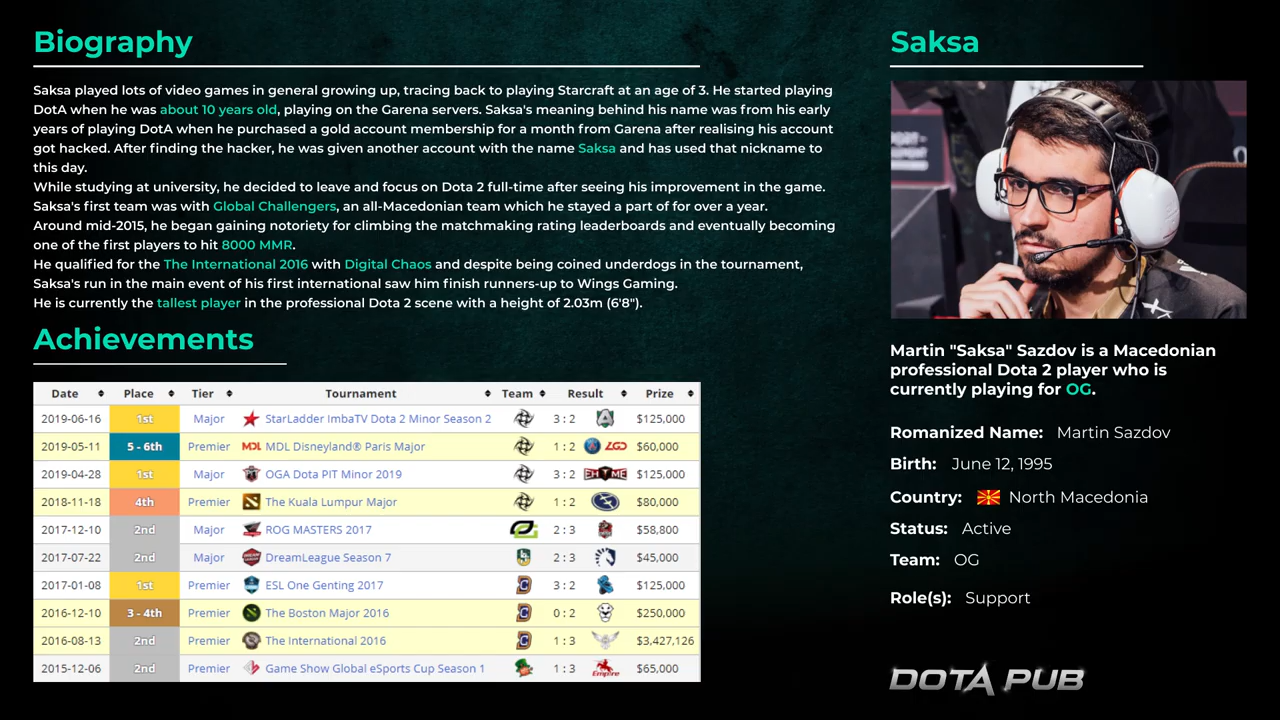 Biography
Saksa played lots of video games in general growing up, tracing back to playing Starcraft at an age of 3. He started playing
DotA when he was about 10 years old, playing on the Garena servers. Saksa's meaning behind his name was from his early
years of playing DotA when he purchased a gold account membership for a month from Garena after realising his account
got hacked. After finding the hacker, he was given another account with the name Saksa and has used that nickname to
this day.
While studying at university, he decided to leave and focus on Dota 2 full-time after seeing his improvement in the game.
Saksa's first team was with Global Challengers, an all-Macedonian team which he stayed a part of for over a year.
Around mid-2015, he began gaining notoriety for climbing the matchmaking rating leaderboards and eventually becoming
one of the first players to hit 8000 MMR.
He qualified for the The International 2016 with Digital Chaos and despite being coined underdogs in the tournament,
Saksa's run in the main event of his first international saw him finish runners-up to Wings Gaming.
He is currently the tallest player in the professional Dota 2 scene with a height of 2.03m (6'8").
Achievements
Date Place Tier Tournament Team Result Prize
2019-06-16 1st Major StarLadder ImbaTV Dota 2 Minor Season 2 3 : 2 $125,000
2019-05-11 5 - 6th Premier MDL MDL Disneyland® Paris Major 1 : 2 LGD $60,000
2019-04-28 1st Major OGA Dota PIT Minor 2019 3 : 2 EHOME $125,000
2018-11-18 4th Premier The Kuala Lumpur Major 1 : 2 $80,000
2017-12-10 2nd Major ROG MASTERS 2017 2 : 3 $58,800
2017-07-22 2nd Major DreamLeague Season 7 2 : 3 $45,000
2017-01-08 1st Premier ESL One Genting 2017 3 : 2 $125,000
2016-12-10 3 - 4th Premier The Boston Major 2016 0 : 2 $250,000
2016-08-13 2nd Premier The International 2016 1 : 3 $3,427,126
2015-12-06 2nd Premier Game Show Global eSports Cup Season 1 1 : 3 Empire $65,000
Saksa
Martin "Saksa" Sazdov is a Macedonian
professional Dota 2 player who is
currently playing for OG.
Romanized Name: Martin Sazdov
Birth: June 12, 1995
Country: North Macedonia
Status: Active
Team: OG
Role(s): Support
DOTA PUB